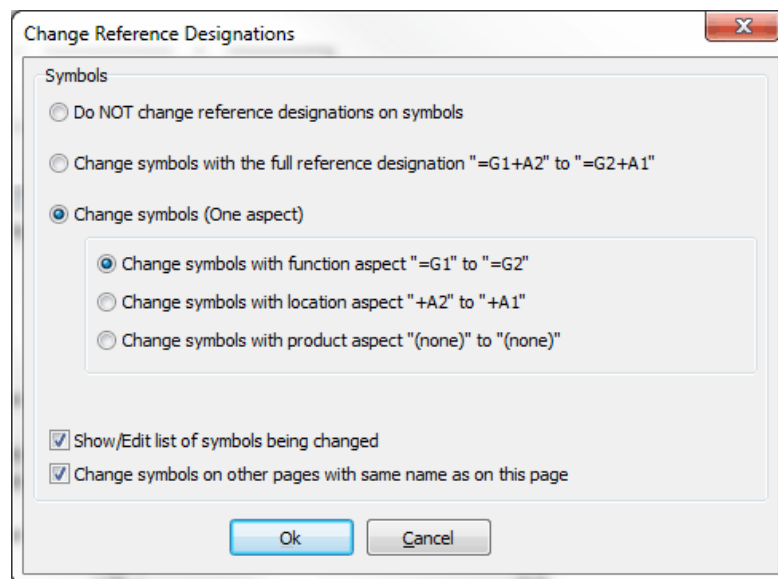 Change Reference Designations
Symbols
Do NOT change reference designations on symbols
Change symbols with the full reference designation "=G1+A2" to "=G2+A1"
Change symbols (One aspect)
Change symbols with function aspect "=G1" to "=G2"
Change symbols with location aspect "+A2" to "+A1"
Change symbols with product aspect "(none)" to "(none)"
Show/Edit list of symbols being changed
Change symbols on other pages with same name as on this page
Ok Cancel